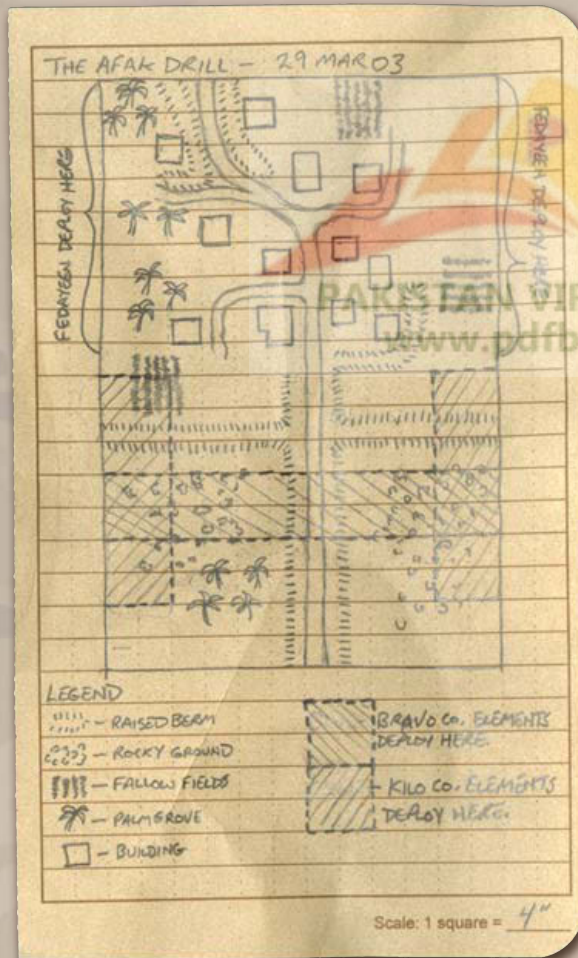 THE AFAK DRILL - 29 MAR 03
FEDAYEEN DEPLOY HERE
FEDAYEEN DEPLOY HERE
PAKISTAN VIR
www.pdfb
LEGEND
- RAISED BERM
- ROCKY GROUND
- FALLOW FIELDS
- PALM GROVE
- BUILDING
BRAVO CO. ELEMENTS
DEPLOY HERE.
- KILO CO. ELEMENTS
DEPLOY HERE.
Scale: 1 square = 4"